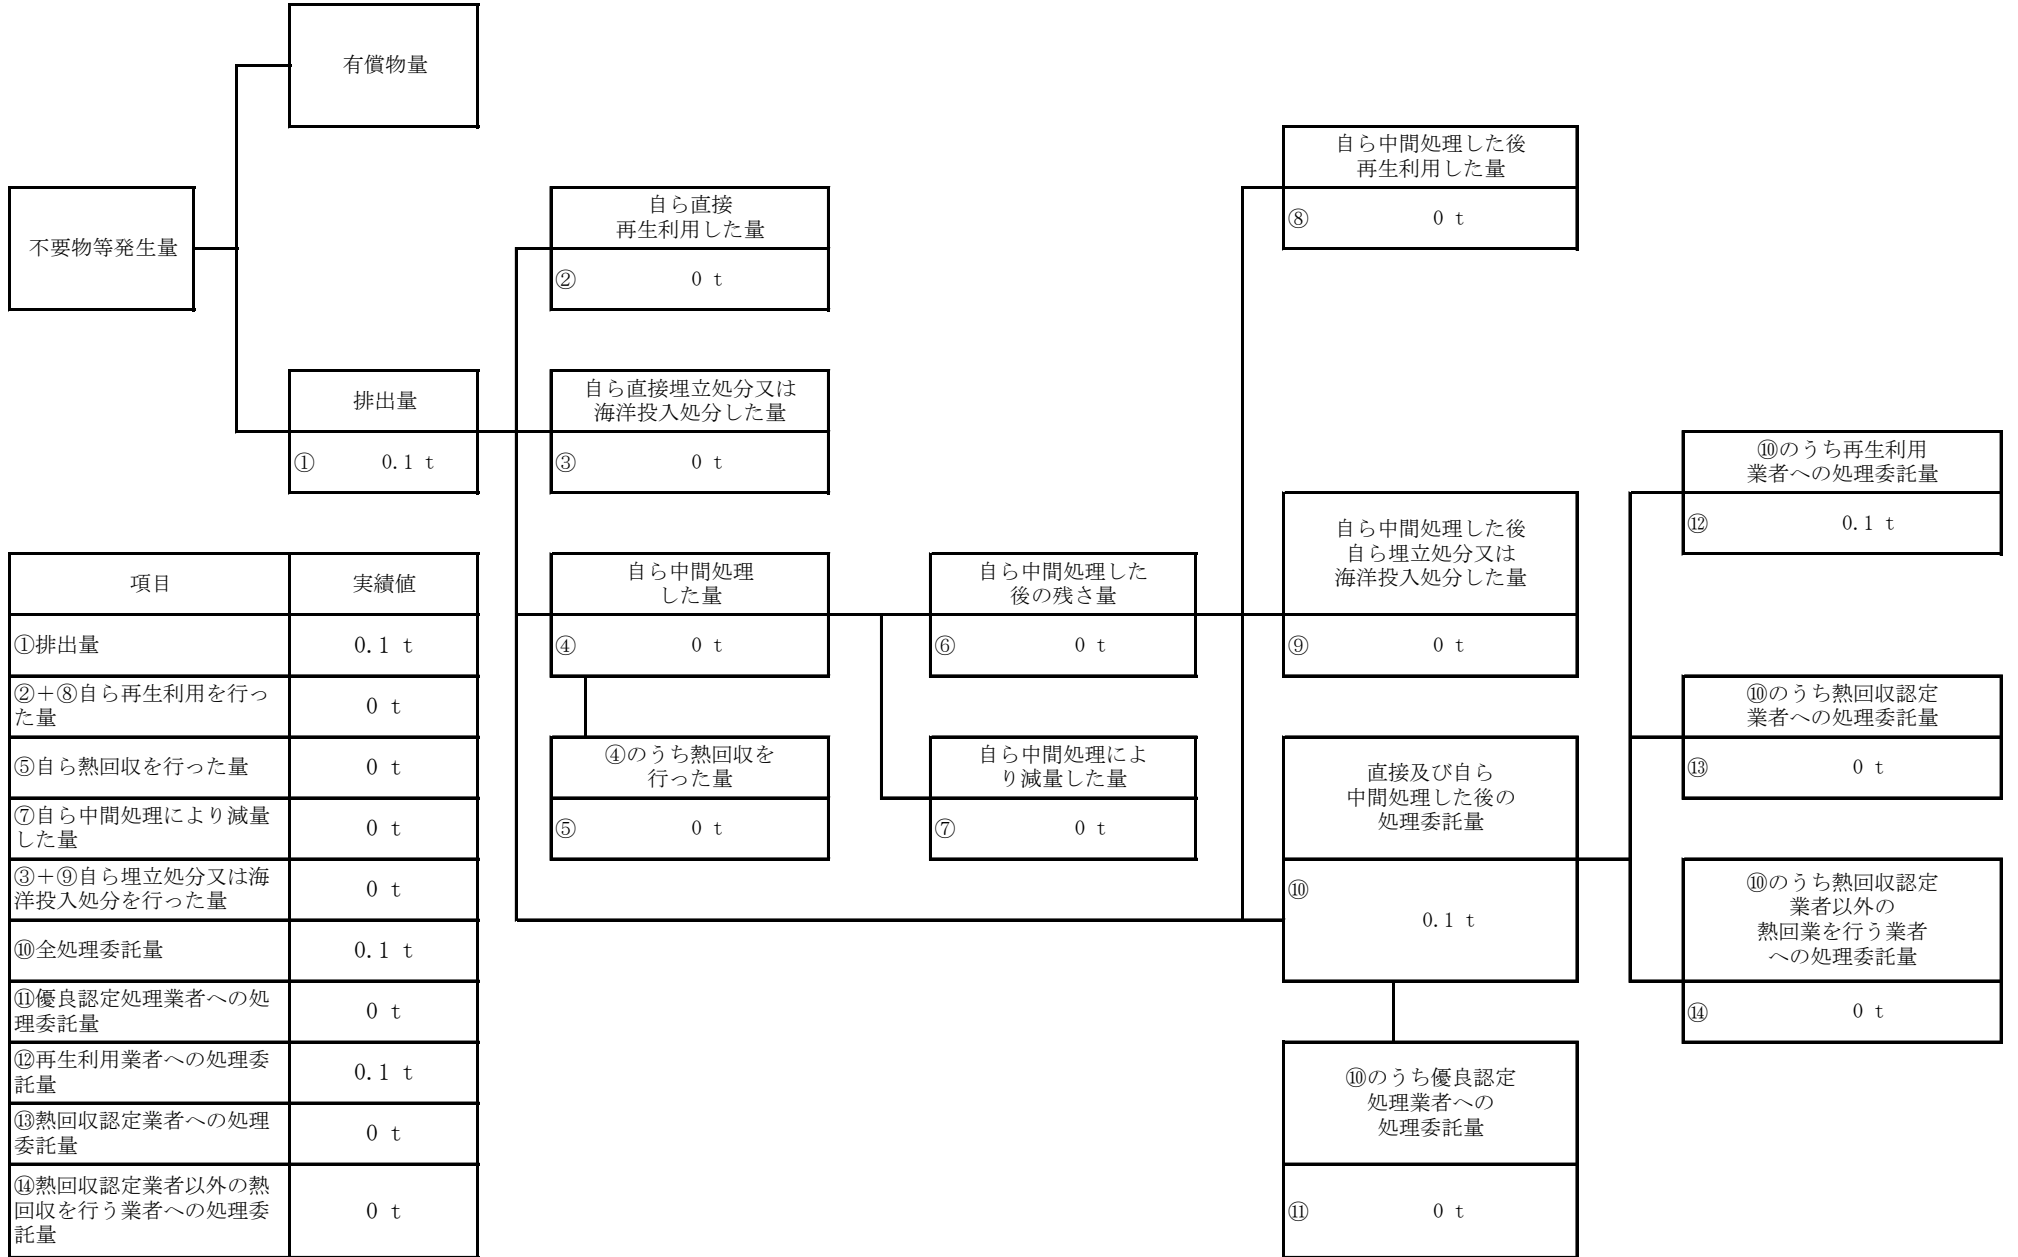 有償物量
不要物等発生量
排出量
① 0.1 t
自ら直接
再生利用した量
② 0 t
自ら直接埋立処分又は
海洋投入処分した量
③ 0 t
自ら中間処理
した量
④ 0 t
④のうち熱回収を
行った量
⑤ 0 t
自ら中間処理した
後の残さ量
⑥ 0 t
自ら中間処理によ
り減量した量
⑦ 0 t
自ら中間処理した後
再生利用した量
⑧ 0 t
自ら中間処理した後
自ら埋立処分又は
海洋投入処分した量
⑨ 0 t
直接及び自ら
中間処理した後の
処理委託量
⑩
0.1 t
⑩のうち優良認定
処理業者への
処理委託量
⑪ 0 t
⑩のうち再生利用
業者への処理委託量
⑫ 0.1 t
⑩のうち熱回収認定
業者への処理委託量
⑬ 0 t
⑩のうち熱回収認定
業者以外の
熱回業を行う業者
への処理委託量
⑭ 0 t
項目 実績値
①排出量 0.1 t
②+⑧自ら再生利用を行っ
た量
0 t
⑤自ら熱回収を行った量 0 t
⑦自ら中間処理により減量
した量
0 t
③+⑨自ら埋立処分又は海
洋投入処分を行った量
0 t
⑩全処理委託量 0.1 t
⑪優良認定処理業者への処
理委託量
0 t
⑫再生利用業者への処理委
託量
0.1 t
⑬熱回収認定業者への処理
委託量
0 t
⑭熱回収認定業者以外の熱
回収を行う業者への処理委
託量
0 t